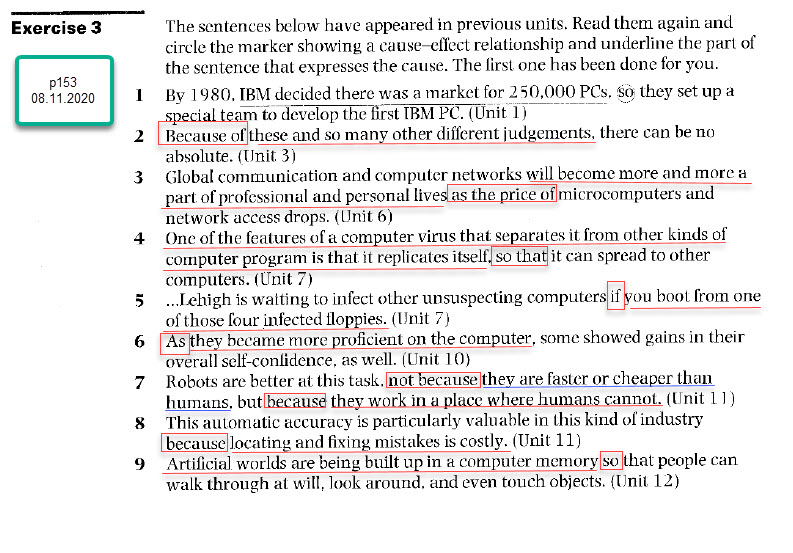 Exercise 3
The sentences below have appeared in previous units. Read them again and
circle the marker showing a cause–effect relationship and underline the part of
the sentence that expresses the cause. The first one has been done for you.
p153
08.11.2020
1 By 1980, IBM decided there was a market for 250,000 PCs, so they set up a
special team to develop the first IBM PC. (Unit 1)
2 Because of these and so many other different judgements, there can be no
absolute. (Unit 3)
3 Global communication and computer networks will become more and more a
part of professional and personal lives as the price of microcomputers and
network access drops. (Unit 6)
4 One of the features of a computer virus that separates it from other kinds of
computer program is that it replicates itself, so that it can spread to other
computers. (Unit 7)
5 ...Lehigh is waiting to infect other unsuspecting computers if you boot from one
of those four infected floppies. (Unit 7)
6 As they became more proficient on the computer, some showed gains in their
overall self-confidence, as well. (Unit 10)
7 Robots are better at this task, not because they are faster or cheaper than
humans, but because they work in a place where humans cannot. (Unit 11)
8 This automatic accuracy is particularly valuable in this kind of industry
because locating and fixing mistakes is costly. (Unit 11)
9 Artificial worlds are being built up in a computer memory so that people can
walk through at will, look around, and even touch objects. (Unit 12)